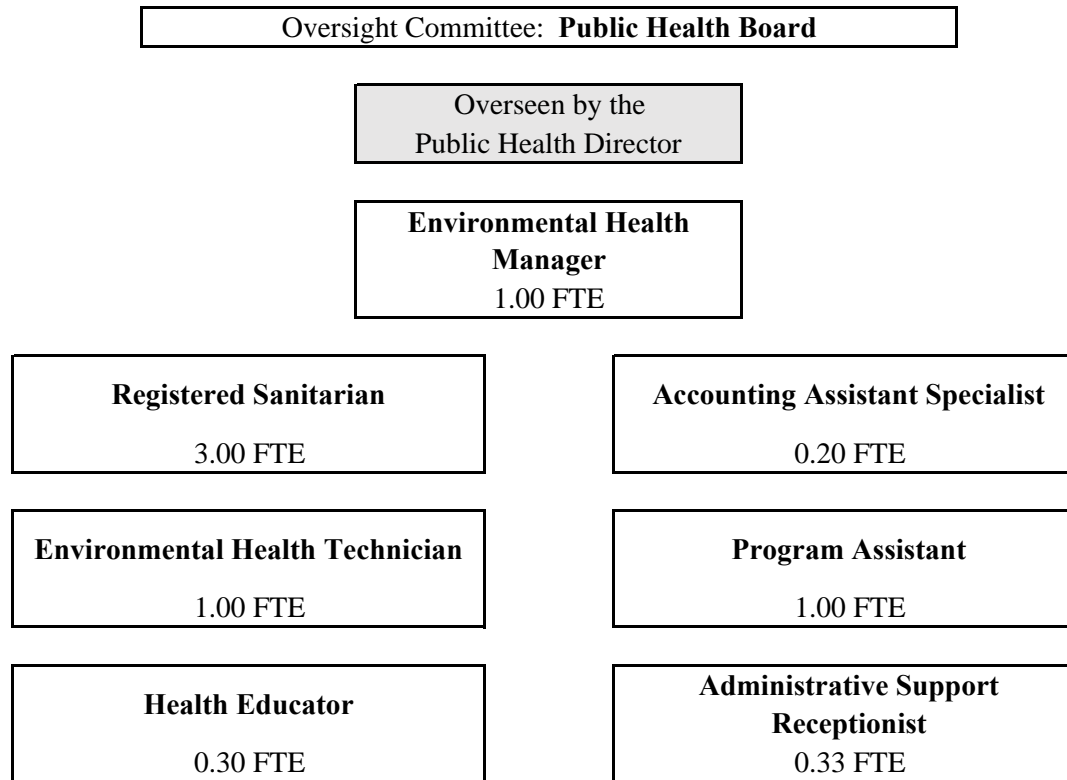 Oversight Committee: Public Health Board
Overseen by the
Public Health Director
Environmental Health
Manager
1.00 FTE
Registered Sanitarian
3.00 FTE
Accounting Assistant Specialist
0.20 FTE
Environmental Health Technician
1.00 FTE
Program Assistant
1.00 FTE
Health Educator
0.30 FTE
Administrative Support
Receptionist
0.33 FTE